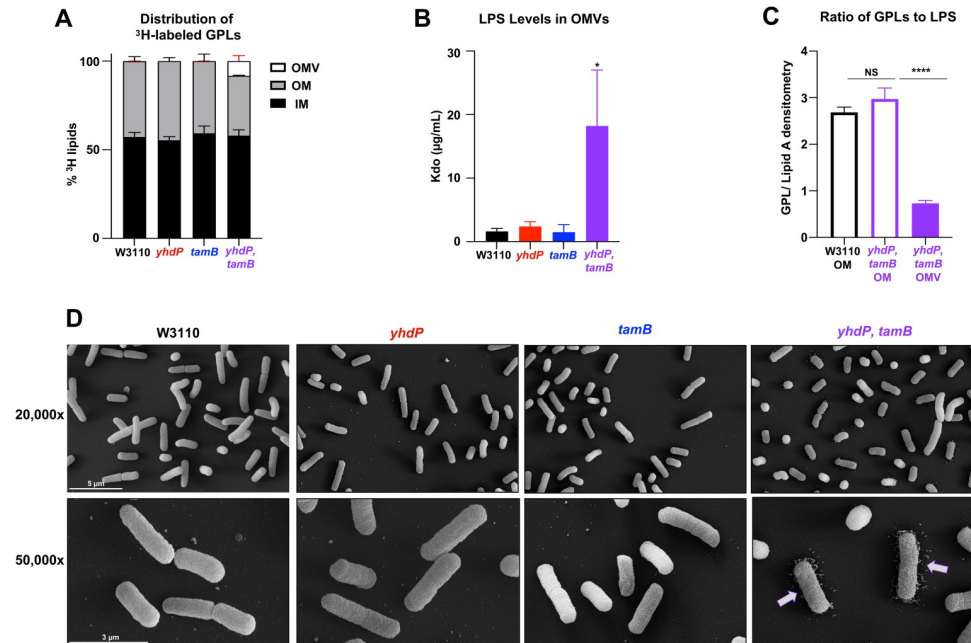 A
Distribution of
³H-labeled GPLs
% ³H lipids
100
50
0
W3110
yhdP
tamB
yhdP,
tamB
OMV
OM
IM
B
LPS Levels in OMVs
Kdo (µg/mL)
30
20
10
0
*
W3110
yhdP
tamB
yhdP,
tamB
C
Ratio of GPLs to LPS
GPL/ Lipid A densitometry
4
3
2
1
0
NS
****
W3110
OM
yhdP,
tamB
OM
yhdP,
tamB
OMV
D
W3110
yhdP
tamB
yhdP, tamB
20,000x
5 µm
50,000x
3 µm